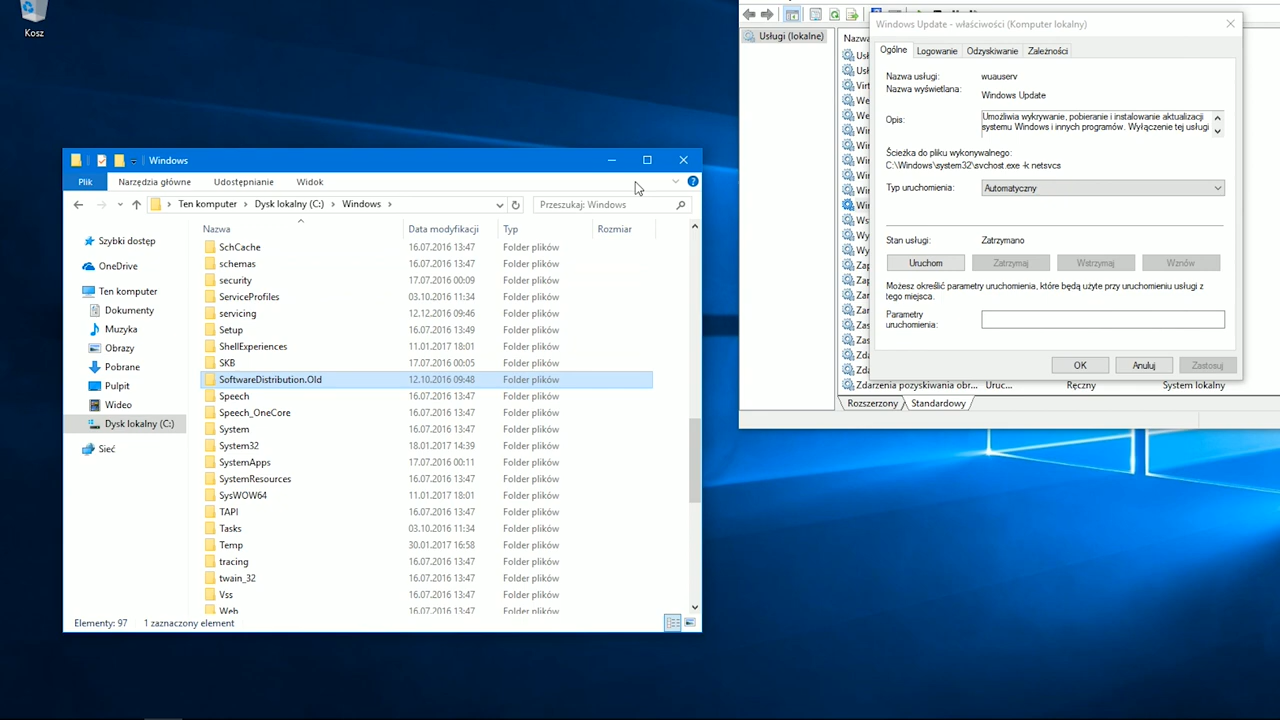 Kosz
Windows
Plik
Narzędzia główne
Udostępnianie
Widok
Ten komputer
Dysk lokalny (C:)
Windows
Przeszukaj: Windows
Szybki dostęp
OneDrive
Ten komputer
Dokumenty
Muzyka
Obrazy
Pobrane
Pulpit
Wideo
Dysk lokalny (C:)
Sieć
Nazwa Data modyfikacji Typ Rozmiar
SchCache 16.07.2016 13:47 Folder plików
schemas 16.07.2016 13:47 Folder plików
security 17.07.2016 00:09 Folder plików
ServiceProfiles 03.10.2016 11:34 Folder plików
servicing 12.12.2016 09:46 Folder plików
Setup 16.07.2016 13:49 Folder plików
ShellExperiences 11.01.2017 18:01 Folder plików
SKB 17.07.2016 00:05 Folder plików
SoftwareDistribution.Old 12.10.2016 09:48 Folder plików
Speech 16.07.2016 13:47 Folder plików
Speech_OneCore 16.07.2016 13:47 Folder plików
System 16.07.2016 13:47 Folder plików
System32 18.01.2017 14:39 Folder plików
SystemApps 17.07.2016 00:11 Folder plików
SystemResources 16.07.2016 13:47 Folder plików
SysWOW64 11.01.2017 18:01 Folder plików
TAPI 16.07.2016 13:47 Folder plików
Tasks 03.10.2016 11:34 Folder plików
Temp 30.01.2017 16:58 Folder plików
tracing 16.07.2016 13:47 Folder plików
twain_32 16.07.2016 13:47 Folder plików
Vss 16.07.2016 13:47 Folder plików
Web 16.07.2016 13:47 Folder plików
Elementy: 97 1 zaznaczony element
Usługi (lokalne)
Windows Update - właściwości (Komputer lokalny)
Ogólne Logowanie Odzyskiwanie Zależności
Nazwa usługi: wuauserv
Nazwa wyświetlana: Windows Update
Opis: Umożliwia wykrywanie, pobieranie i instalowanie aktualizacji
systemu Windows i innych programów. Wyłączenie tej usługi
Ścieżka do pliku wykonywalnego:
C:\Windows\system32\svchost.exe -k netsvcs
Typ uruchomienia: Automatyczny
Stan usługi: Zatrzymano
Uruchom Zatrzymaj Wstrzymaj Wznów
Możesz określić parametry uruchomienia, które będą użyte przy uruchomieniu usługi z
tego miejsca.
Parametry
uruchomienia:
OK Anuluj Zastosuj
Zdarzenia pozyskiwania obr... Uruc... Ręczny System lokalny
Rozszerzony Standardowy